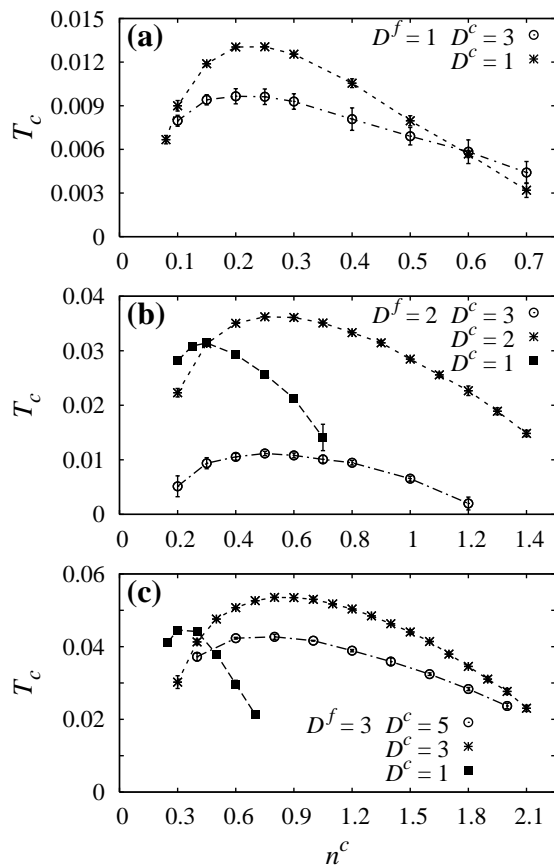 (a)
D^f = 1 D^c = 3
D^c = 1
T_c
0.015
0.012
0.009
0.006
0.003
0
0 0.1 0.2 0.3 0.4 0.5 0.6 0.7
(b)
D^f = 2 D^c = 3
D^c = 2
D^c = 1
T_c
0.04
0.03
0.02
0.01
0
0 0.2 0.4 0.6 0.8 1 1.2 1.4
(c)
D^f = 3 D^c = 5
D^c = 3
D^c = 1
T_c
0.06
0.04
0.02
0
0 0.3 0.6 0.9 1.2 1.5 1.8 2.1
n^c